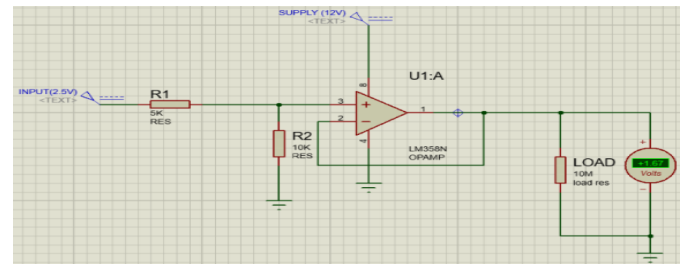 SUPPLY (12V)
<TEXT>
INPUT(2.5V)
<TEXT>
R1
5K
RES
R2
10K
RES
U1:A
8
3
2
1
4
LM358N
OPAMP
LOAD
10M
load res
+1.67
Volts